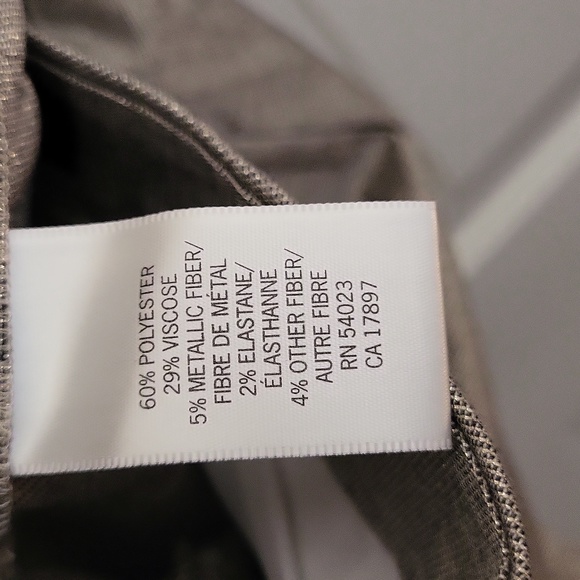 60% POLYESTER
29% VISCOSE
5% METALLIC FIBER/
FIBRE DE MÉTAL
2% ELASTANE/
ÉLASTHANNE
4% OTHER FIBER/
AUTRE FIBRE
RN 54023
CA 17897